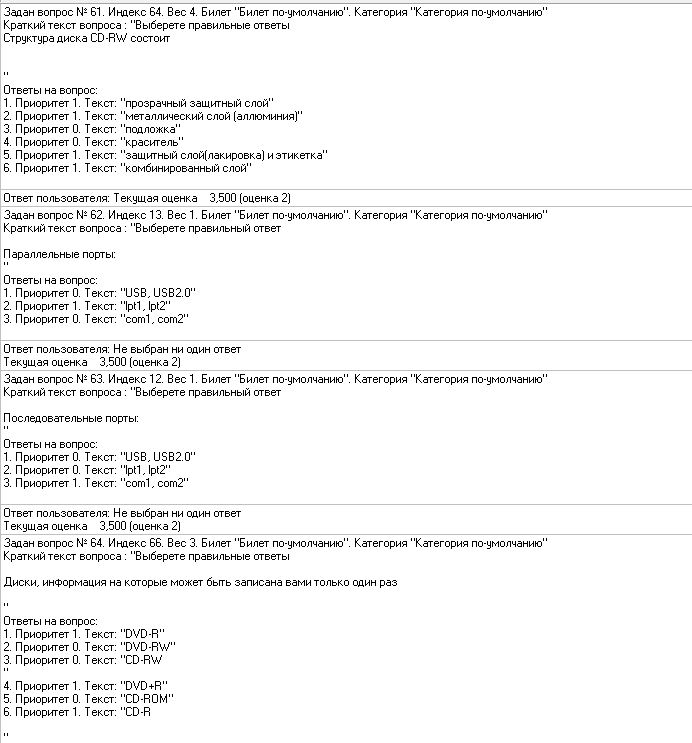 Задан вопрос № 61. Индекс 64. Вес 4. Билет "Билет по-умолчанию". Категория "Категория по-умолчанию"
Краткий текст вопроса : "Выберете правильные ответы
Структура диска CD-RW состоит
"
Ответы на вопрос:
1. Приоритет 1. Текст: "прозрачный защитный слой"
2. Приоритет 1. Текст: "металлический слой (аллюминия)"
3. Приоритет 0. Текст: "подложка"
4. Приоритет 0. Текст: "краситель"
5. Приоритет 1. Текст: "защитный слой(лакировка) и этикетка"
6. Приоритет 1. Текст: "комбинированный слой"
Ответ пользователя: Текущая оценка 3,500 (оценка 2)
Задан вопрос № 62. Индекс 13. Вес 1. Билет "Билет по-умолчанию". Категория "Категория по-умолчанию"
Краткий текст вопроса : "Выберете правильный ответ
Параллельные порты:
"
Ответы на вопрос:
1. Приоритет 0. Текст: "USB, USB2.0"
2. Приоритет 1. Текст: "lpt1, lpt2"
3. Приоритет 0. Текст: "com1, com2"
Ответ пользователя: Не выбран ни один ответ
Текущая оценка 3,500 (оценка 2)
Задан вопрос № 63. Индекс 12. Вес 1. Билет "Билет по-умолчанию". Категория "Категория по-умолчанию"
Краткий текст вопроса : "Выберете правильный ответ
Последовательные порты:
"
Ответы на вопрос:
1. Приоритет 0. Текст: "USB, USB2.0"
2. Приоритет 0. Текст: "lpt1, lpt2"
3. Приоритет 1. Текст: "com1, com2"
Ответ пользователя: Не выбран ни один ответ
Текущая оценка 3,500 (оценка 2)
Задан вопрос № 64. Индекс 66. Вес 3. Билет "Билет по-умолчанию". Категория "Категория по-умолчанию"
Краткий текст вопроса : "Выберете правильные ответы
Диски, информация на которые может быть записана вами только один раз
"
Ответы на вопрос:
1. Приоритет 1. Текст: "DVD-R"
2. Приоритет 0. Текст: "DVD-RW"
3. Приоритет 0. Текст: "CD-RW
"
4. Приоритет 1. Текст: "DVD+R"
5. Приоритет 0. Текст: "CD-ROM"
6. Приоритет 1. Текст: "CD-R
"